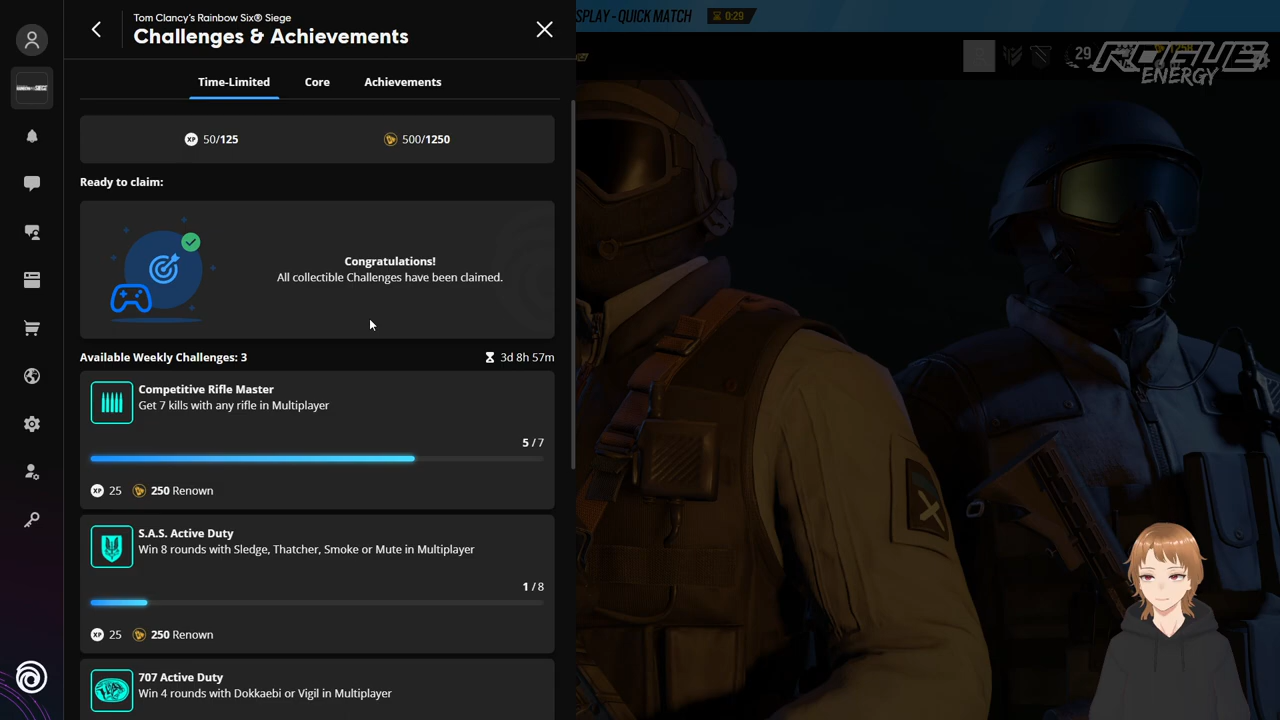 Tom Clancy's Rainbow Six® Siege
Challenges & Achievements
SPLAY - QUICK MATCH
0:29
Time-Limited
Core
Achievements
29
ROGUE
ENERGY
XP 50/125
500/1250
Ready to claim:
Congratulations!
All collectible Challenges have been claimed.
Available Weekly Challenges: 3
3d 8h 57m
Competitive Rifle Master
Get 7 kills with any rifle in Multiplayer
5 / 7
XP 25
250 Renown
S.A.S. Active Duty
Win 8 rounds with Sledge, Thatcher, Smoke or Mute in Multiplayer
1 / 8
XP 25
250 Renown
707 Active Duty
Win 4 rounds with Dokkaebi or Vigil in Multiplayer